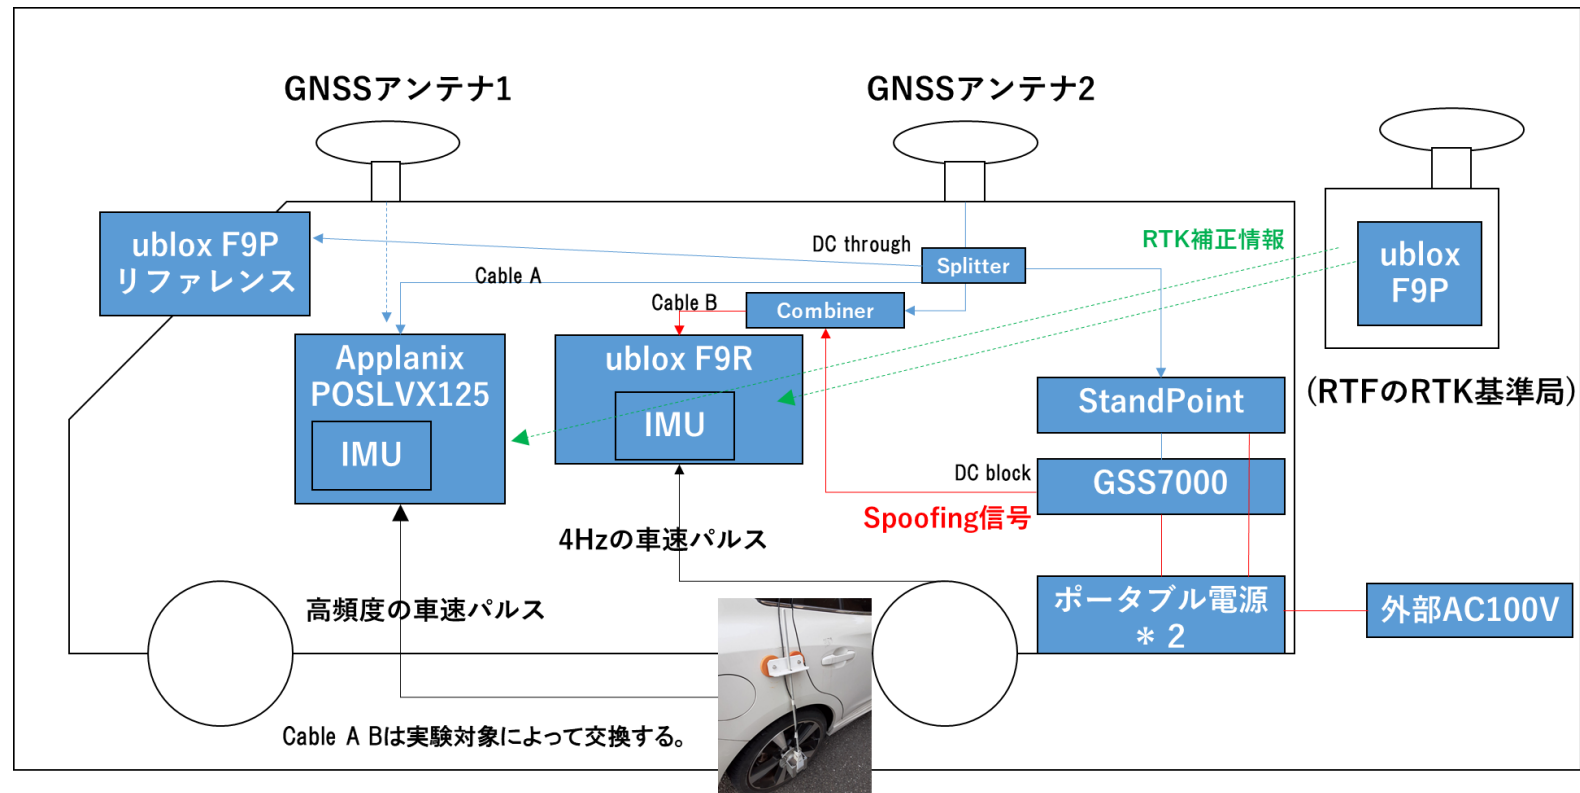 GNSSアンテナ1
GNSSアンテナ2
ublox F9P
リファレンス
DC through
Splitter
RTK補正情報
ublox
F9P
Cable A
Cable B
Combiner
Applanix
POSLVX125
IMU
ublox F9R
IMU
StandPoint
(RTFのRTK基準局)
DC block
GSS7000
Spoofing信号
4Hzの車速パルス
高頻度の車速パルス
ポータブル電源
＊2
外部AC100V
Cable A Bは実験対象によって交換する。